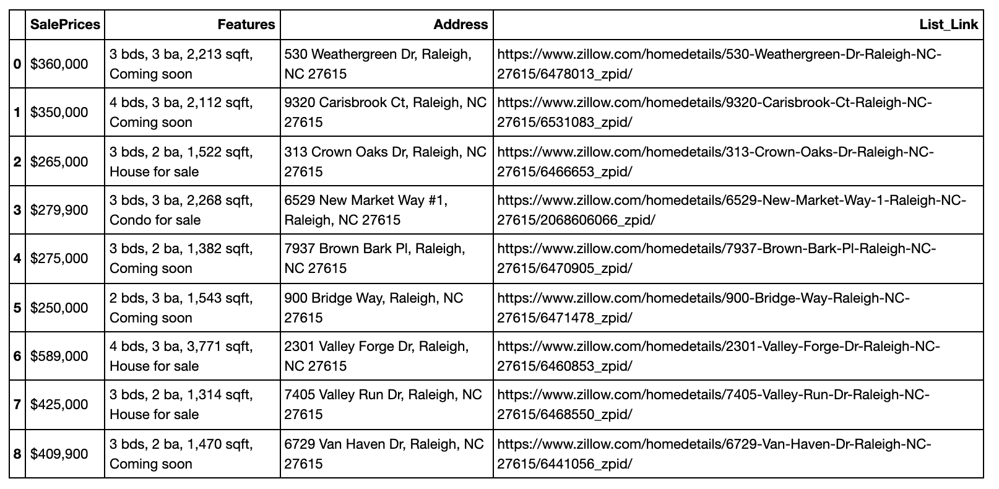 SalePrices Features Address List_Link
0 $360,000 3 bds, 3 ba, 2,213 sqft, 530 Weathergreen Dr, Raleigh, https://www.zillow.com/homedetails/530-Weathergreen-Dr-Raleigh-NC-
Coming soon NC 27615 27615/6478013_zpid/
1 $350,000 4 bds, 3 ba, 2,112 sqft, 9320 Carisbrook Ct, Raleigh, NC https://www.zillow.com/homedetails/9320-Carisbrook-Ct-Raleigh-NC-
Coming soon 27615 27615/6531083_zpid/
2 $265,000 3 bds, 2 ba, 1,522 sqft, 313 Crown Oaks Dr, Raleigh, NC https://www.zillow.com/homedetails/313-Crown-Oaks-Dr-Raleigh-NC-
House for sale 27615 27615/6466653_zpid/
3 $279,900 3 bds, 3 ba, 2,268 sqft, 6529 New Market Way #1, https://www.zillow.com/homedetails/6529-New-Market-Way-1-Raleigh-NC-
Condo for sale Raleigh, NC 27615 27615/2068606066_zpid/
4 $275,000 3 bds, 2 ba, 1,382 sqft, 7937 Brown Bark Pl, Raleigh, https://www.zillow.com/homedetails/7937-Brown-Bark-Pl-Raleigh-NC-
Coming soon NC 27615 27615/6470905_zpid/
5 $250,000 2 bds, 3 ba, 1,543 sqft, 900 Bridge Way, Raleigh, NC https://www.zillow.com/homedetails/900-Bridge-Way-Raleigh-NC-
Coming soon 27615 27615/6471478_zpid/
6 $589,000 4 bds, 3 ba, 3,771 sqft, 2301 Valley Forge Dr, Raleigh, https://www.zillow.com/homedetails/2301-Valley-Forge-Dr-Raleigh-NC-
House for sale NC 27615 27615/6460853_zpid/
7 $425,000 3 bds, 2 ba, 1,314 sqft, 7405 Valley Run Dr, Raleigh, NC https://www.zillow.com/homedetails/7405-Valley-Run-Dr-Raleigh-NC-
House for sale 27615 27615/6468550_zpid/
8 $409,900 3 bds, 2 ba, 1,470 sqft, 6729 Van Haven Dr, Raleigh, NC https://www.zillow.com/homedetails/6729-Van-Haven-Dr-Raleigh-NC-
Coming soon 27615 27615/6441056_zpid/